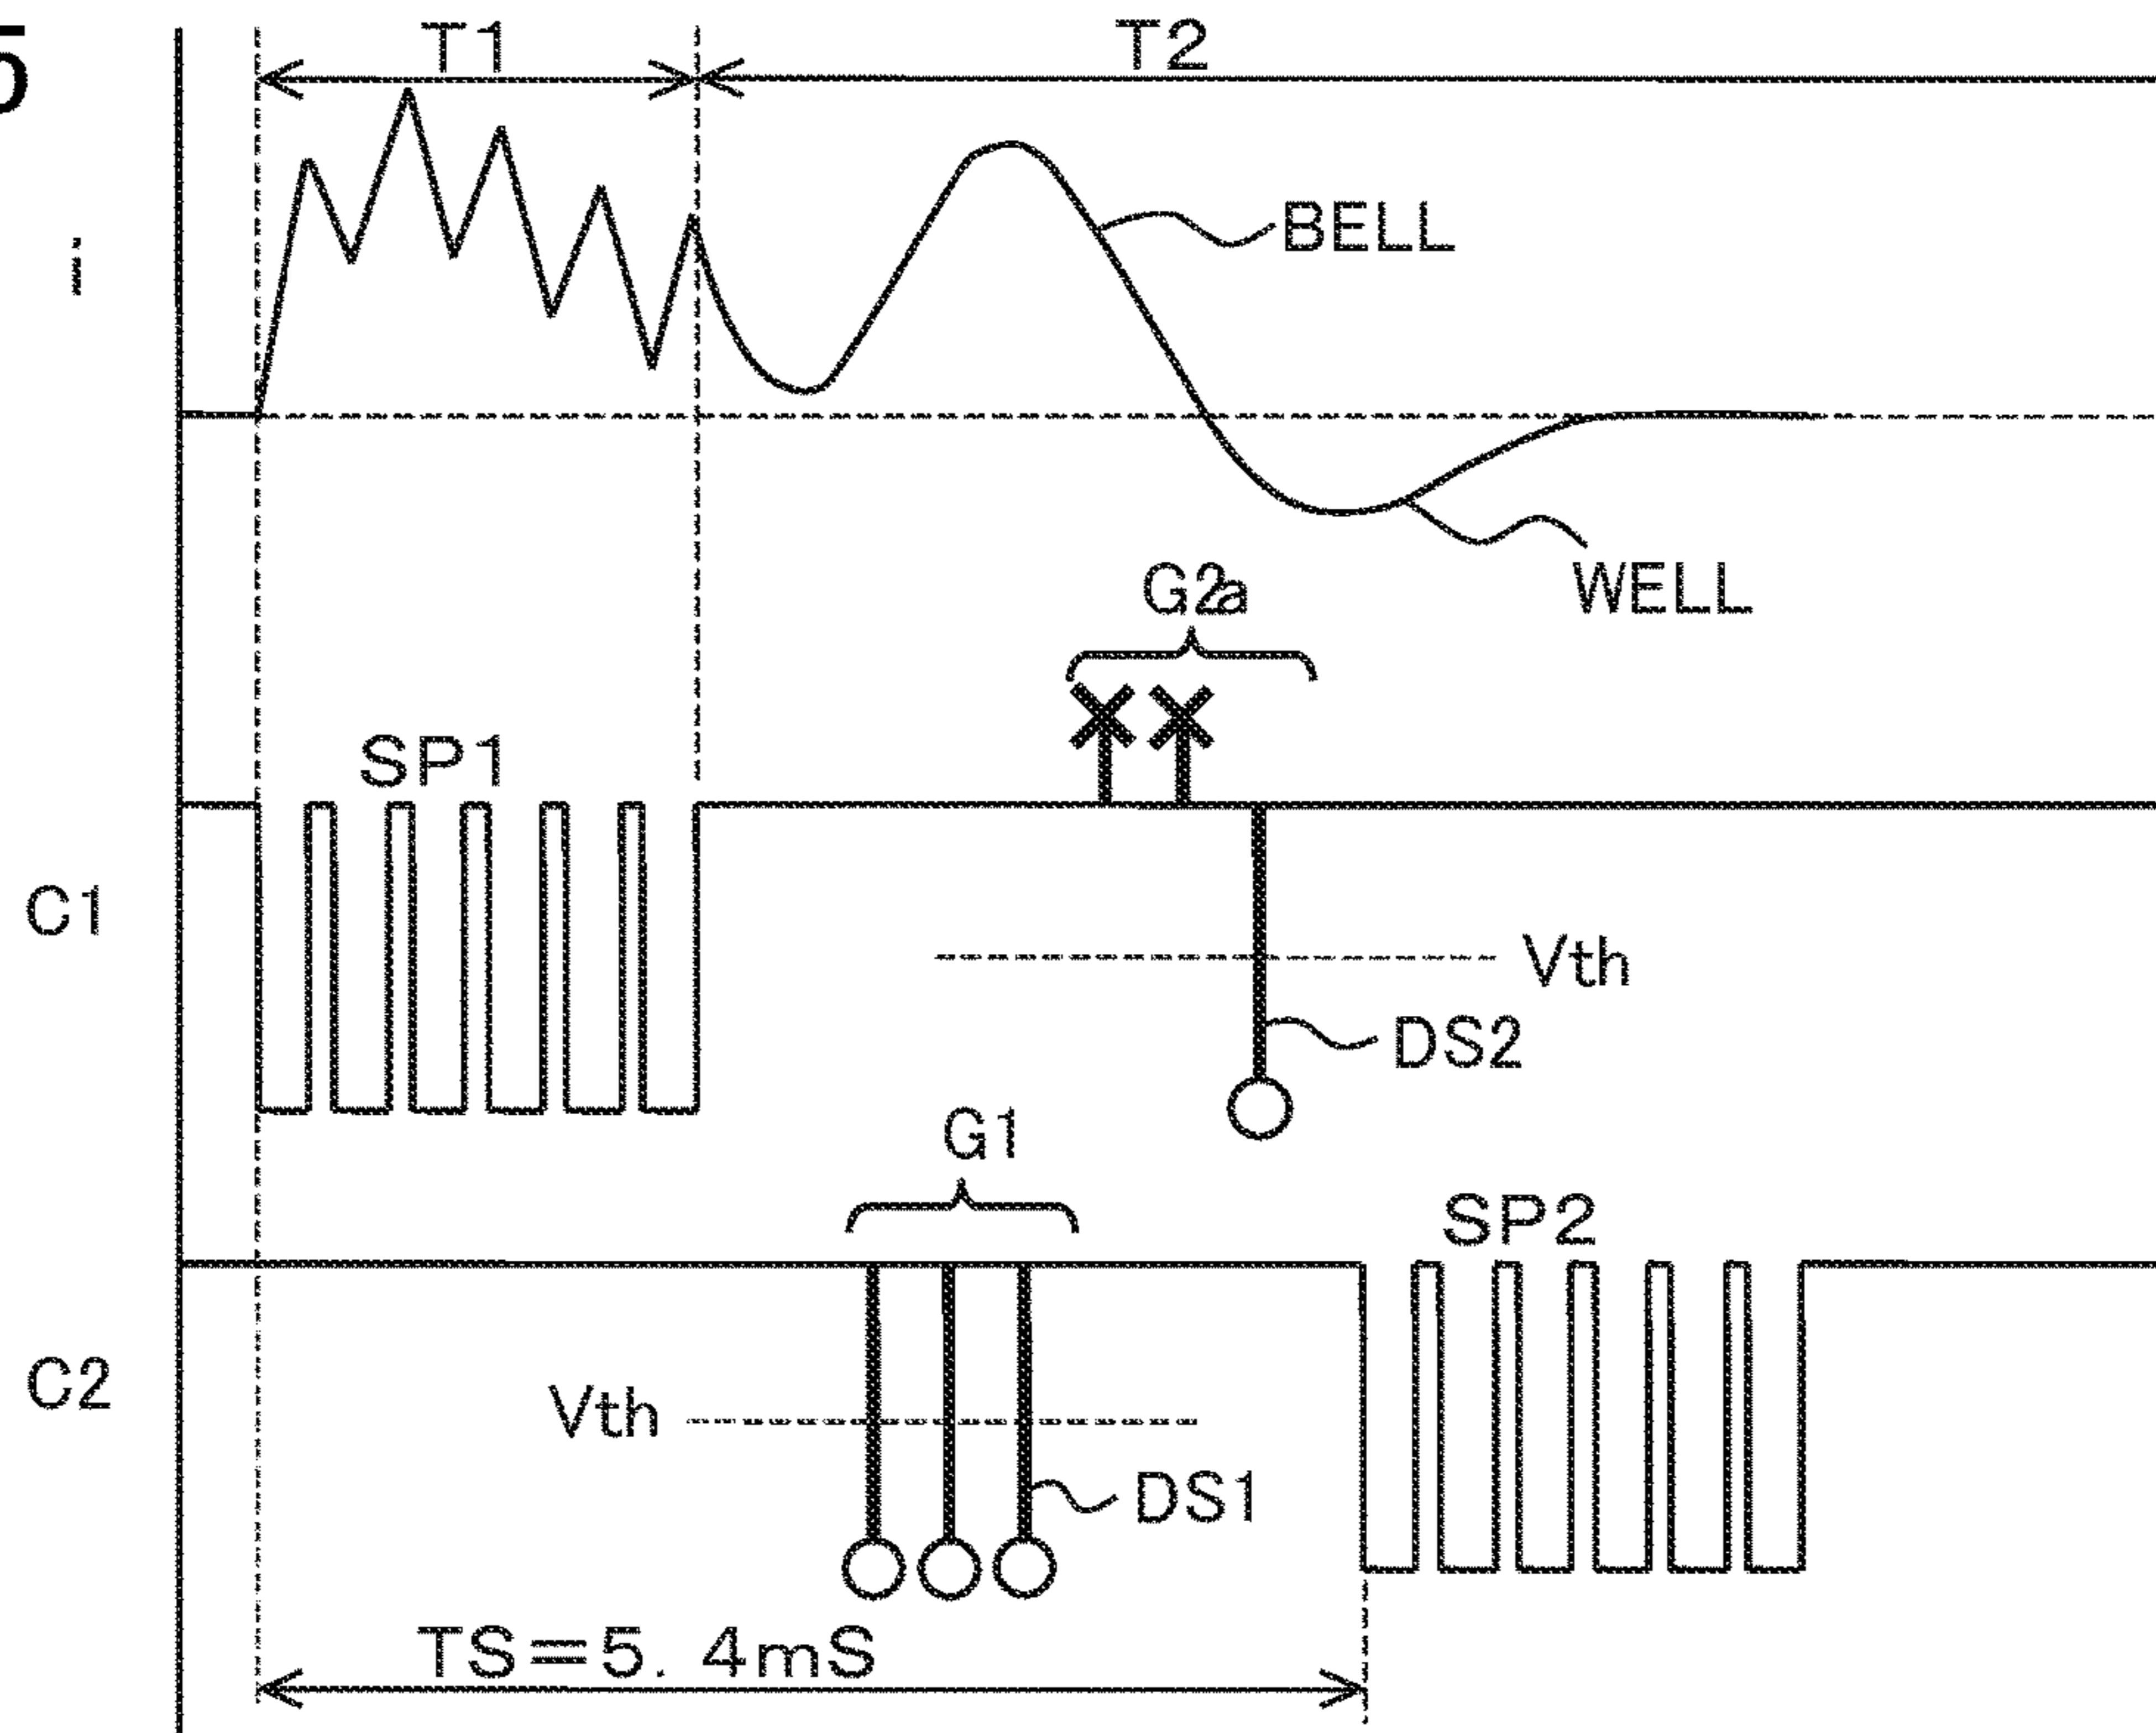 5
T1
T2
i
BELL
WELL
G2a
SP1
C1
Vth
DS2
G1
SP2
C2
Vth
DS1
TS=5. 4mS